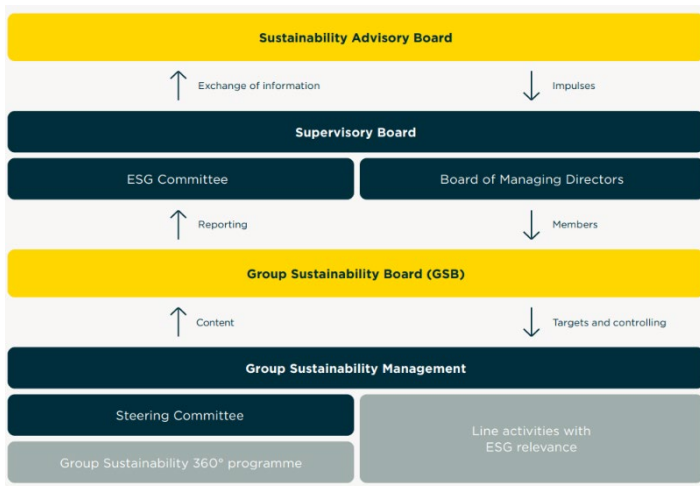 Sustainability Advisory Board
Exchange of information
Impulses
Supervisory Board
ESG Committee
Board of Managing Directors
Reporting
Members
Group Sustainability Board (GSB)
Content
Targets and controlling
Group Sustainability Management
Steering Committee
Line activities with
ESG relevance
Group Sustainability 360° programme